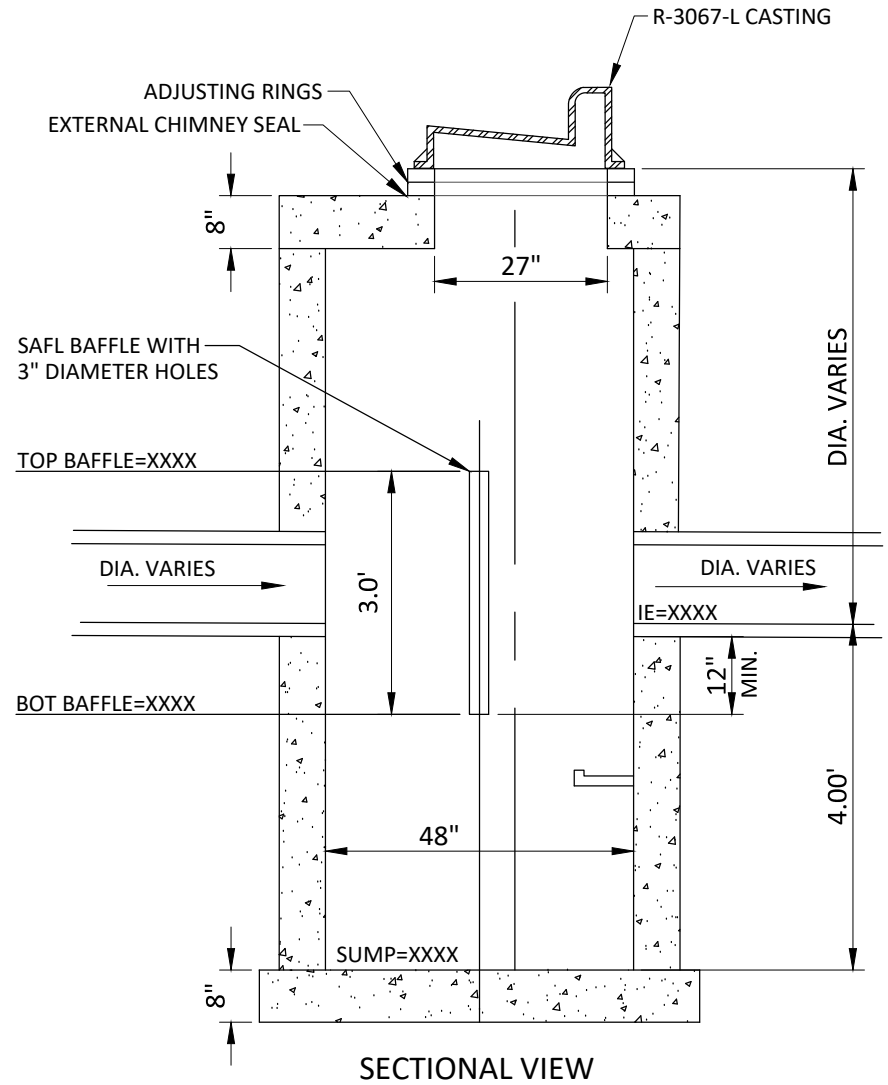 R-3067-L CASTING
ADJUSTING RINGS
EXTERNAL CHIMNEY SEAL
8"
27"
SAFL BAFFLE WITH
3" DIAMETER HOLES
DIA. VARIES
TOP BAFFLE=XXXX
DIA. VARIES
3.0'
DIA. VARIES
IE=XXXX
12"
MIN.
BOT BAFFLE=XXXX
4.00'
48"
SUMP=XXXX
8"
SECTIONAL VIEW